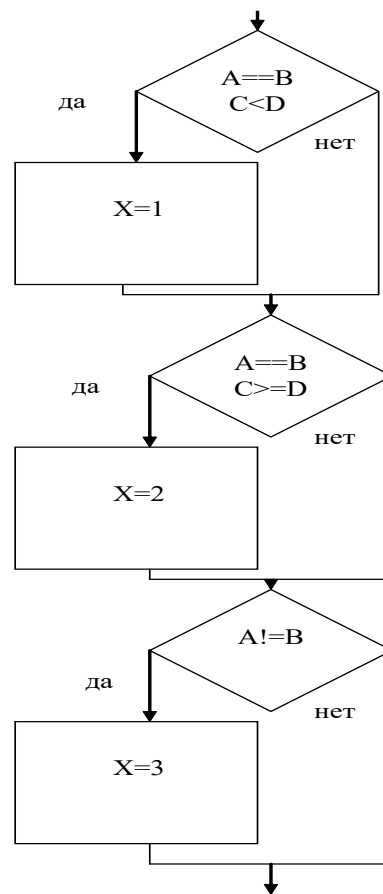 A==B
C<D
да
нет
X=1
A==B
C>=D
да
нет
X=2
A!=B
да
нет
X=3